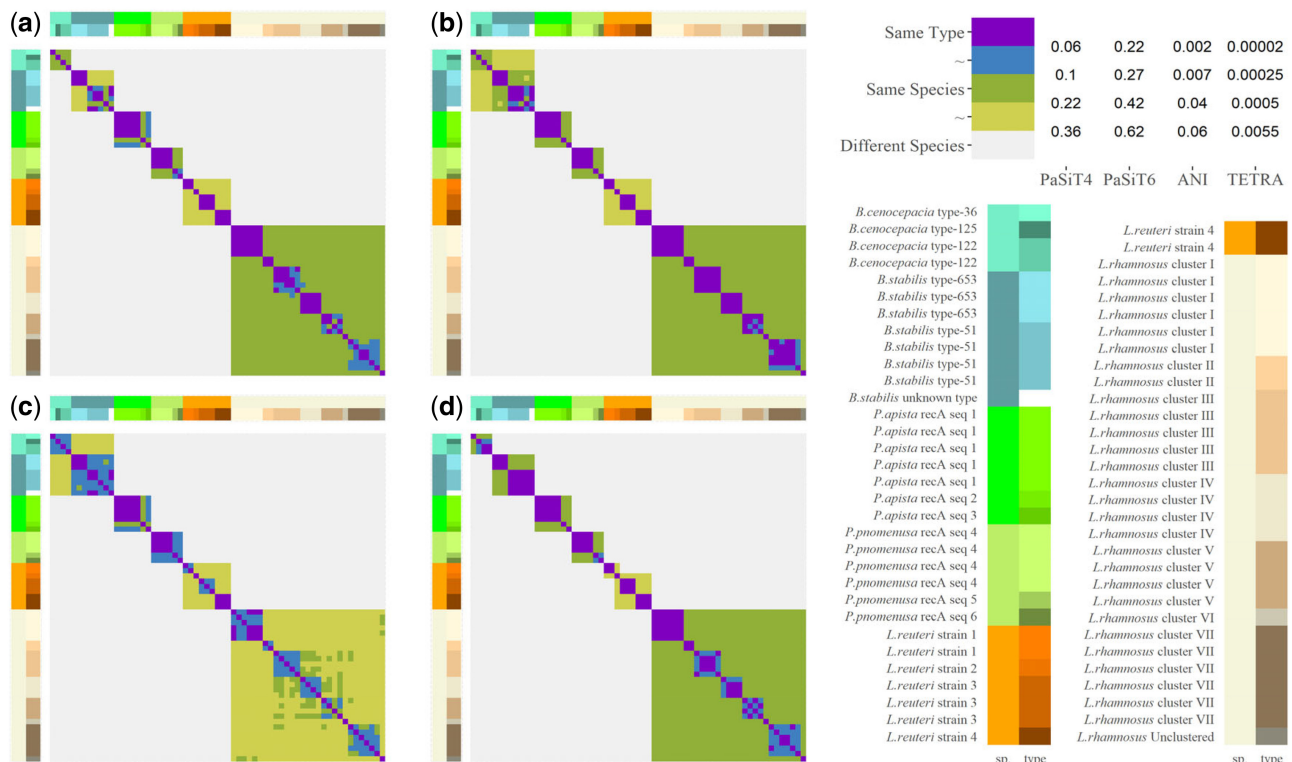 (a)
(b)
Same Type
0.06 0.22 0.002 0.00002
~
0.1 0.27 0.007 0.00025
Same Species
0.22 0.42 0.04 0.0005
~
0.36 0.62 0.06 0.0055
Different Species
PaSiT4 PaSiT6 ANI TETRA
(c)
(d)
B.cenocepacia type-36
B.cenocepacia type-125
B.cenocepacia type-122
B.cenocepacia type-122
B.stabilis type-653
B.stabilis type-653
B.stabilis type-653
B.stabilis type-51
B.stabilis type-51
B.stabilis type-51
B.stabilis type-51
B.stabilis unknown type
P.apista recA seq 1
P.apista recA seq 1
P.apista recA seq 1
P.apista recA seq 1
P.apista recA seq 1
P.apista recA seq 2
P.apista recA seq 3
P.pnomenusa recA seq 4
P.pnomenusa recA seq 4
P.pnomenusa recA seq 4
P.pnomenusa recA seq 4
P.pnomenusa recA seq 5
P.pnomenusa recA seq 6
L.reuteri strain 1
L.reuteri strain 1
L.reuteri strain 2
L.reuteri strain 3
L.reuteri strain 3
L.reuteri strain 3
L.reuteri strain 4
sp type
L.reuteri strain 4
L.reuteri strain 4
L.rhamnosus cluster I
L.rhamnosus cluster I
L.rhamnosus cluster I
L.rhamnosus cluster I
L.rhamnosus cluster I
L.rhamnosus cluster I
L.rhamnosus cluster II
L.rhamnosus cluster II
L.rhamnosus cluster III
L.rhamnosus cluster III
L.rhamnosus cluster III
L.rhamnosus cluster III
L.rhamnosus cluster III
L.rhamnosus cluster IV
L.rhamnosus cluster IV
L.rhamnosus cluster IV
L.rhamnosus cluster IV
L.rhamnosus cluster V
L.rhamnosus cluster V
L.rhamnosus cluster V
L.rhamnosus cluster V
L.rhamnosus cluster VI
L.rhamnosus cluster VII
L.rhamnosus cluster VII
L.rhamnosus cluster VII
L.rhamnosus cluster VII
L.rhamnosus cluster VII
L.rhamnosus cluster VII
L.rhamnosus Unclustered
sp type